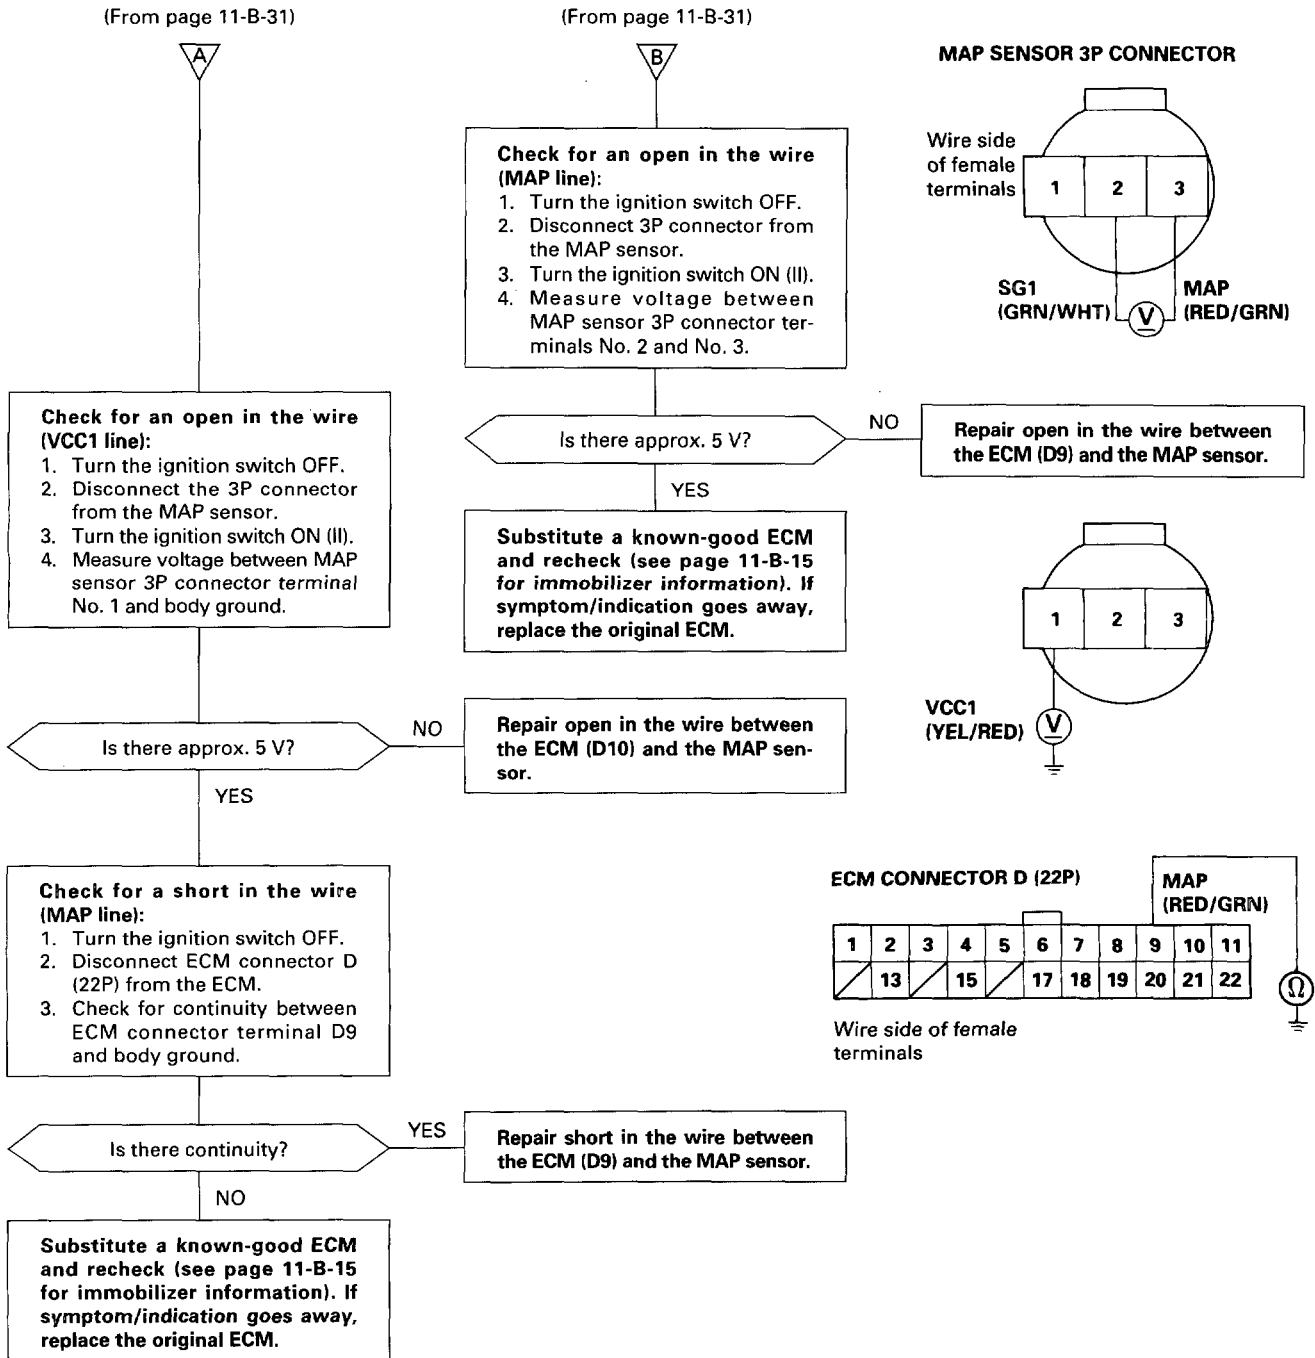 (From page 11-B-31)
A
Check for an open in the wire
(VCC1 line):
1. Turn the ignition switch OFF.
2. Disconnect the 3P connector
from the MAP sensor.
3. Turn the ignition switch ON (II).
4. Measure voltage between MAP
sensor 3P connector terminal
No. 1 and body ground.
Is there approx. 5 V?
NO
Repair open in the wire between
the ECM (D10) and the MAP sen-
sor.
YES
Check for a short in the wire
(MAP line):
1. Turn the ignition switch OFF.
2. Disconnect ECM connector D
(22P) from the ECM.
3. Check for continuity between
ECM connector terminal D9
and body ground.
Is there continuity?
YES
Repair short in the wire between
the ECM (D9) and the MAP sensor.
NO
Substitute a known-good ECM
and recheck (see page 11-B-15
for immobilizer information). If
symptom/indication goes away,
replace the original ECM.
(From page 11-B-31)
B
Check for an open in the wire
(MAP line):
1. Turn the ignition switch OFF.
2. Disconnect 3P connector from
the MAP sensor.
3. Turn the ignition switch ON (II).
4. Measure voltage between
MAP sensor 3P connector ter-
minals No. 2 and No. 3.
Is there approx. 5 V?
NO
Repair open in the wire between
the ECM (D9) and the MAP sensor.
YES
Substitute a known-good ECM
and recheck (see page 11-B-15
for immobilizer information). If
symptom/indication goes away,
replace the original ECM.
MAP SENSOR 3P CONNECTOR
Wire side
of female
terminals
1 2 3
SG1
(GRN/WHT)
V
MAP
(RED/GRN)
1 2 3
VCC1
(YEL/RED)
V
ECM CONNECTOR D (22P)
MAP
(RED/GRN)
1 2 3 4 5 6 7 8 9 10 11
13 15 17 18 19 20 21 22
Ω
Wire side of female
terminals